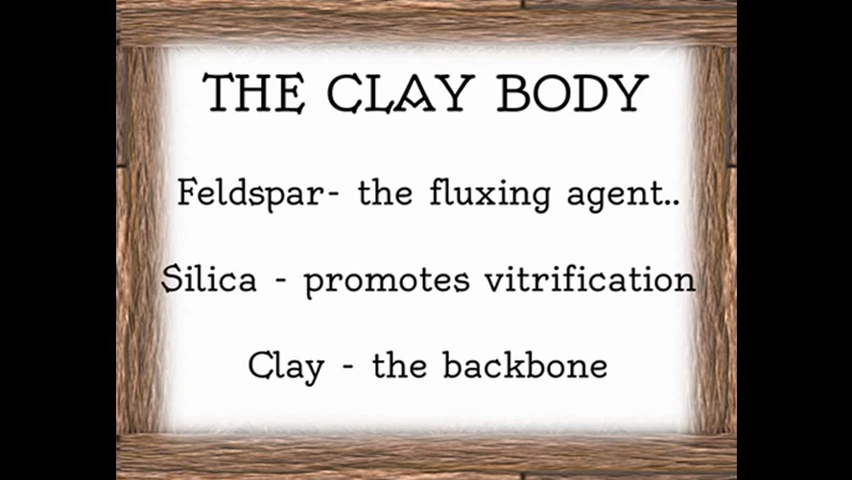 THE CLAY BODY
Feldspar- the fluxing agent..
Silica - promotes vitrification
Clay - the backbone